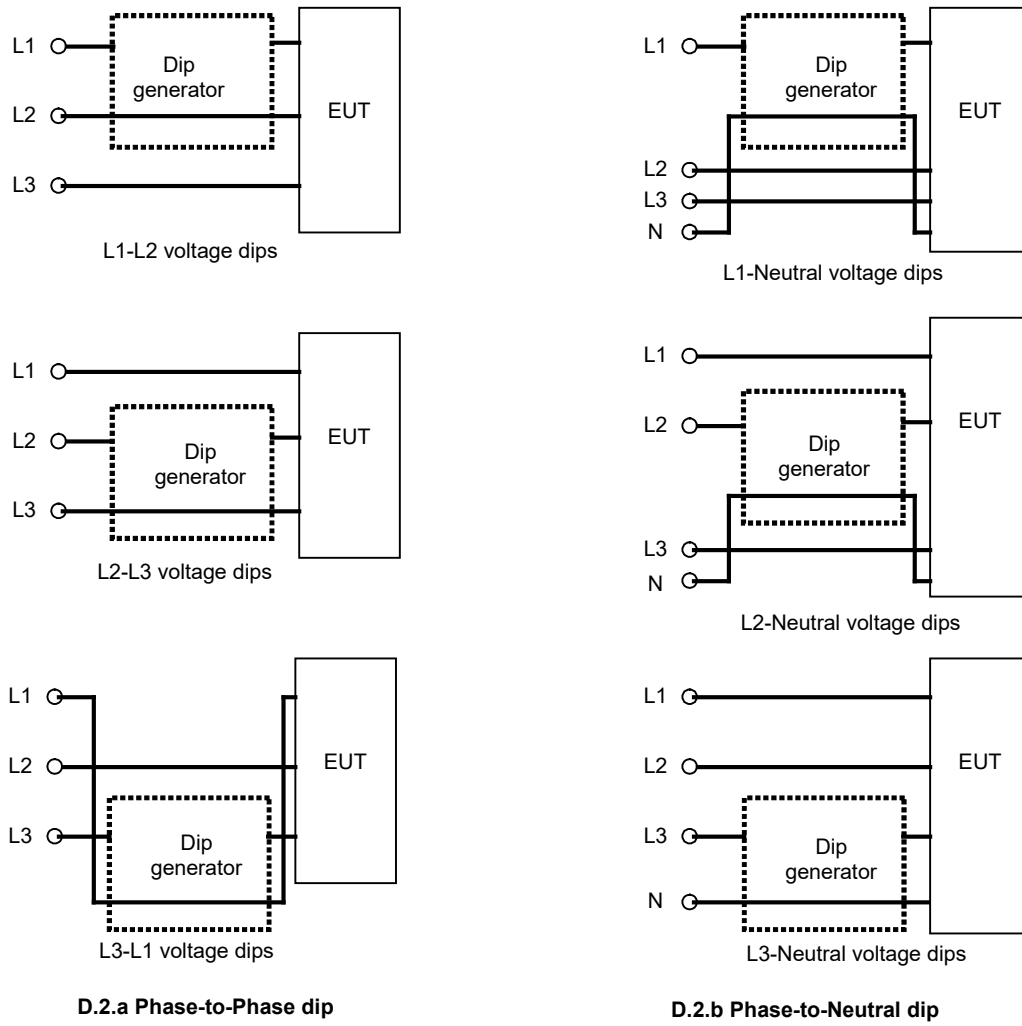 L1
Dip
generator
L2
EUT
L3
L1-L2 voltage dips
L1
L2
Dip
generator
EUT
L3
L2-L3 voltage dips
L1
L2
EUT
L3
Dip
generator
L3-L1 voltage dips
D.2.a Phase-to-Phase dip
L1
Dip
generator
EUT
L2
L3
N
L1-Neutral voltage dips
L1
L2
Dip
generator
EUT
L3
N
L2-Neutral voltage dips
L1
L2
EUT
L3
Dip
generator
N
L3-Neutral voltage dips
D.2.b Phase-to-Neutral dip